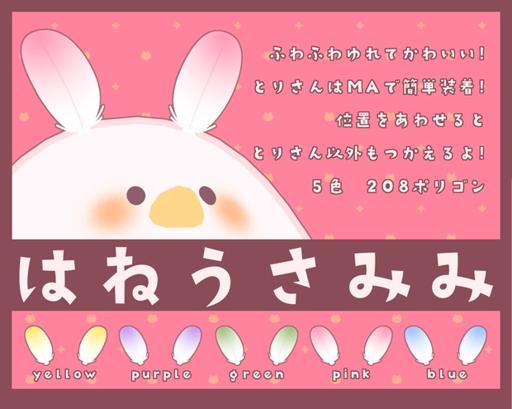 ふわふわゆれてかわいい!
とりさんはMAで簡単装着!
位置をあわせると
とりさん以外もつかえるよ!
5色 208ポリゴン
はねうさみみ
yellow purple green pink blue